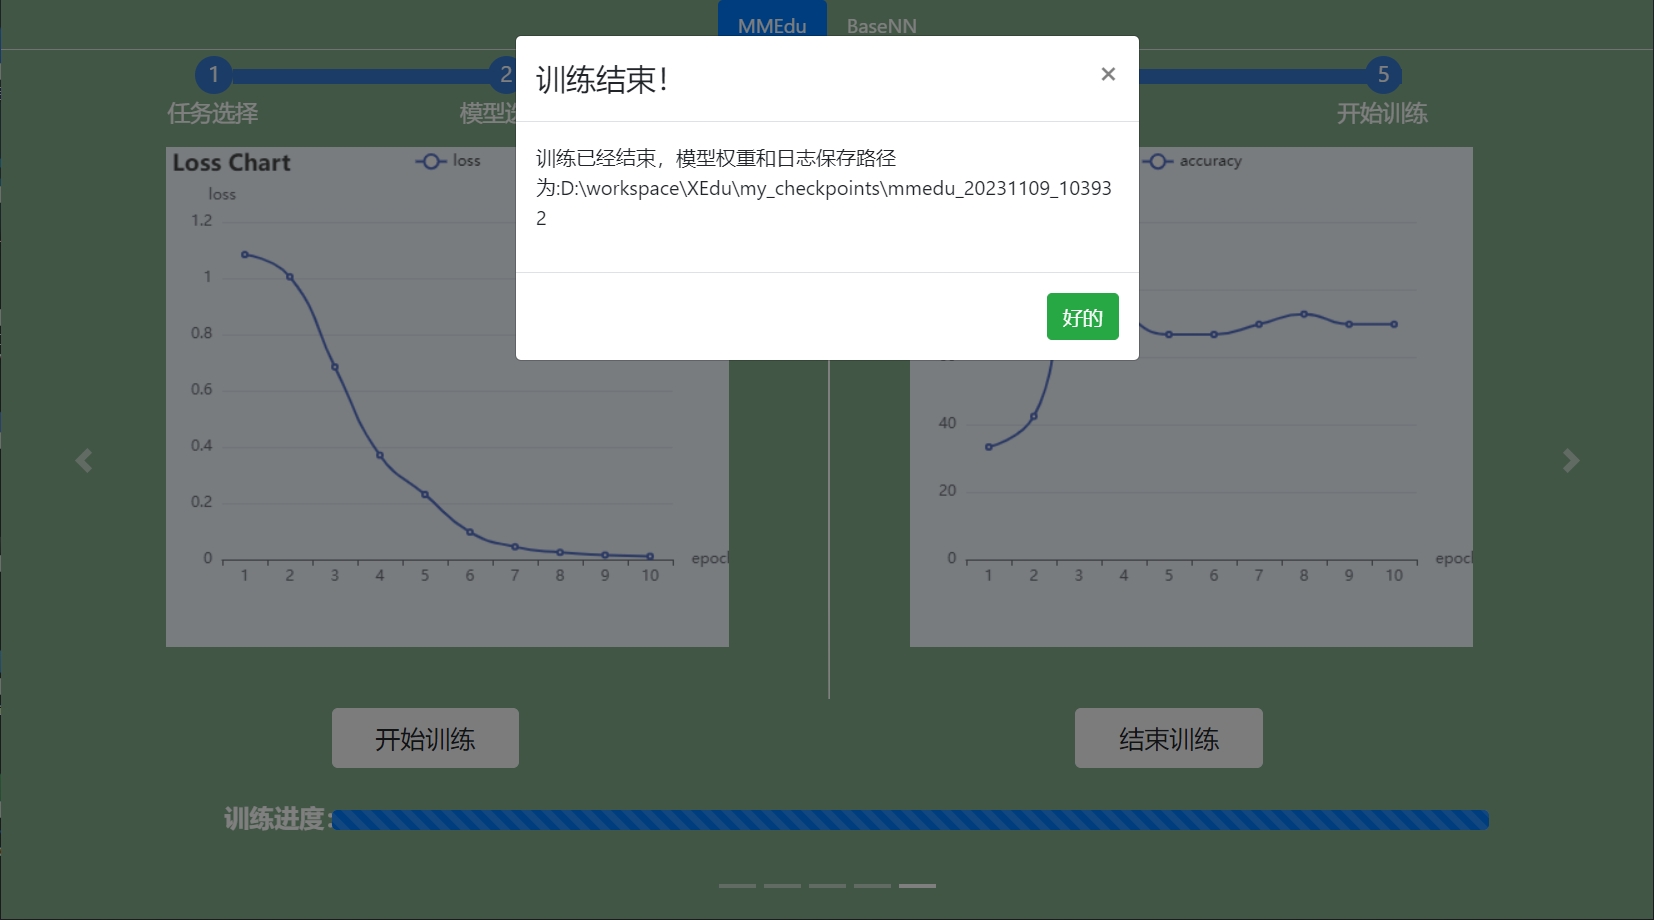 MMEdu BaseNN
1 2 5
任务选择 模型选 开始训练
训练结束！ ×
训练已经结束，模型权重和日志保存路径
为:D:\workspace\XEdu\my_checkpoints\mmedu_20231109_10393
2
好的
Loss Chart loss
loss
1.2
1
0.8
0.6
0.4
0.2
0
1 2 3 4 5 6 7 8 9 10
epoch
accuracy
40
20
0
1 2 3 4 5 6 7 8 9 10
epoch
开始训练 结束训练
训练进度：